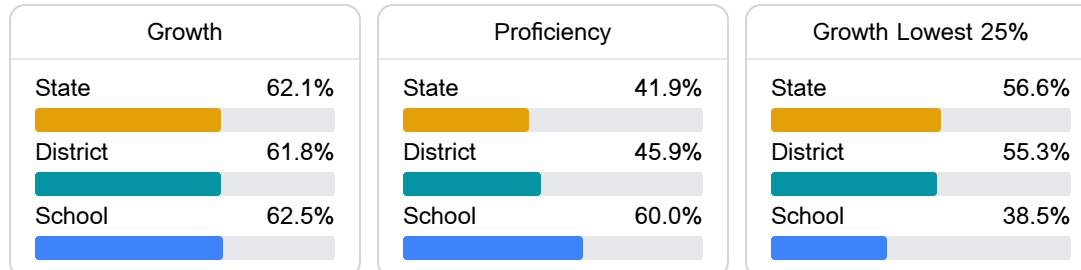 Growth
State 62.1%
District 61.8%
School 62.5%
Proficiency
State 41.9%
District 45.9%
School 60.0%
Growth Lowest 25%
State 56.6%
District 55.3%
School 38.5%